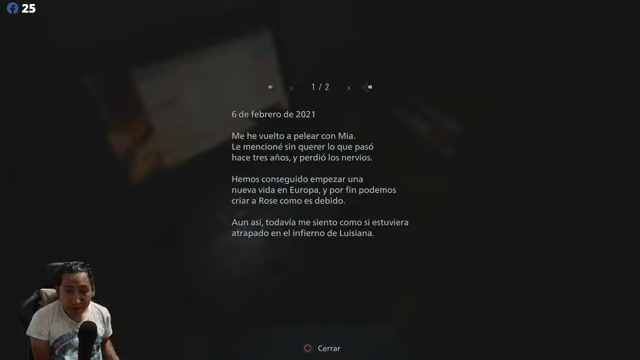 25
1 / 2
6 de febrero de 2021
Me he vuelto a pelear con Mia.
Le mencioné sin querer lo que pasó
hace tres años, y perdió los nervios.
Hemos conseguido empezar una
nueva vida en Europa, y por fin podemos
criar a Rose como es debido.
Aun así, todavía me siento como si estuviera
atrapado en el infierno de Luisiana.
Cerrar